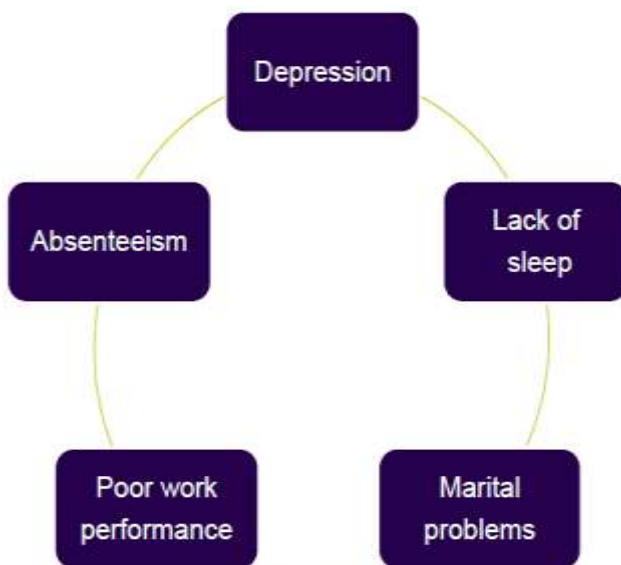 Depression
Absenteeism
Lack of
sleep
Poor work
performance
Marital
problems